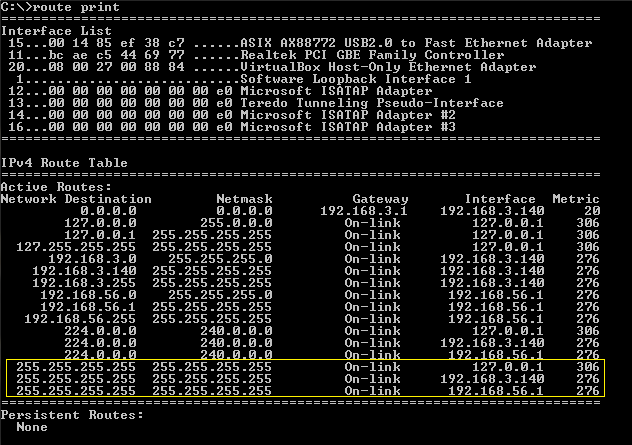 C:\>route print
===========================================================================
Interface List
 15...00 14 85 ef 38 c7 ......ASIX AX88772 USB2.0 to Fast Ethernet Adapter
 11...bc ae c5 44 69 77 ......Realtek PCI GBE Family Controller
 20...08 00 27 00 88 a4 ......VirtualBox Host-Only Ethernet Adapter
  1...........................Software Loopback Interface 1
 12...00 00 00 00 00 00 00 e0 Microsoft ISATAP Adapter
 13...00 00 00 00 00 00 00 e0 Teredo Tunneling Pseudo-Interface
 14...00 00 00 00 00 00 00 e0 Microsoft ISATAP Adapter #2
 16...00 00 00 00 00 00 00 e0 Microsoft ISATAP Adapter #3
===========================================================================
IPv4 Route Table
===========================================================================
Active Routes:
Network Destination        Netmask          Gateway       Interface  Metric
          0.0.0.0          0.0.0.0      192.168.3.1    192.168.3.140     20
        127.0.0.0        255.0.0.0         On-link         127.0.0.1    306
        127.0.0.1  255.255.255.255         On-link         127.0.0.1    306
  127.255.255.255  255.255.255.255         On-link         127.0.0.1    306
      192.168.3.0    255.255.255.0         On-link     192.168.3.140    276
    192.168.3.140  255.255.255.255         On-link     192.168.3.140    276
    192.168.3.255  255.255.255.255         On-link     192.168.3.140    276
     192.168.56.0    255.255.255.0         On-link      192.168.56.1    276
     192.168.56.1  255.255.255.255         On-link      192.168.56.1    276
   192.168.56.255  255.255.255.255         On-link      192.168.56.1    276
        224.0.0.0        240.0.0.0         On-link         127.0.0.1    306
        224.0.0.0        240.0.0.0         On-link     192.168.3.140    276
        224.0.0.0        240.0.0.0         On-link      192.168.56.1    276
  255.255.255.255  255.255.255.255         On-link         127.0.0.1    306
  255.255.255.255  255.255.255.255         On-link     192.168.3.140    276
  255.255.255.255  255.255.255.255         On-link      192.168.56.1    276
===========================================================================
Persistent Routes:
  None